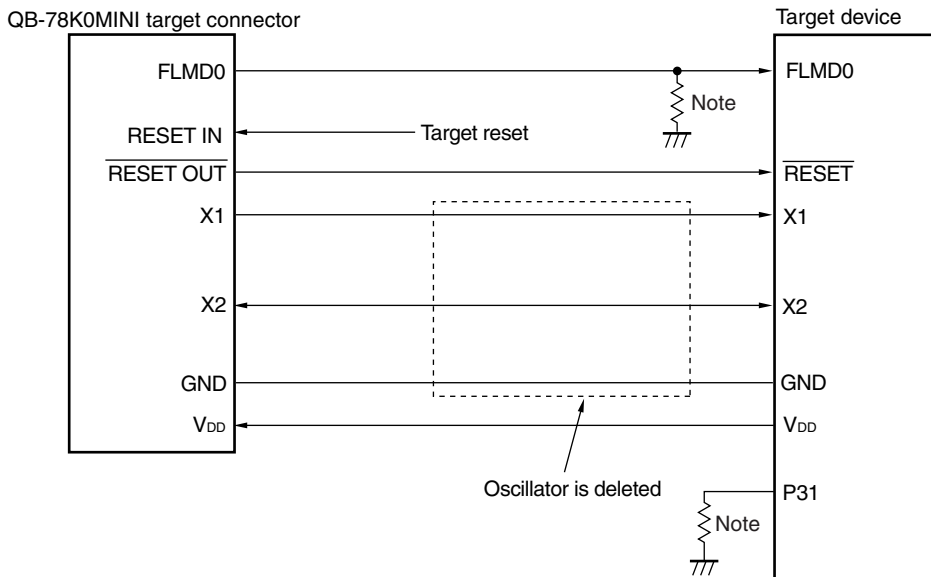 QB-78K0MINI target connector
Target device
FLMD0
FLMD0
Note
RESET IN
Target reset
RESET OUT
RESET
X1
X1
X2
X2
GND
GND
VDD
VDD
Oscillator is deleted
P31
Note